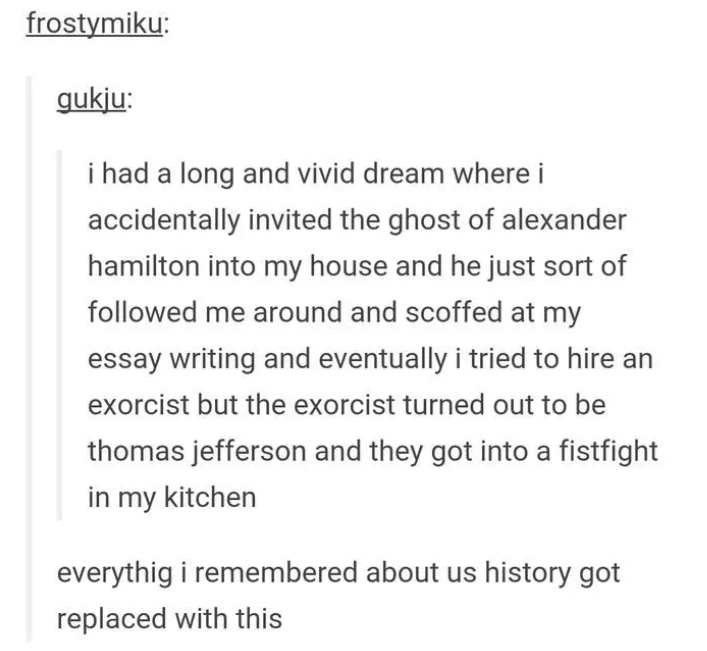 frostymiku:
gukju:
i had a long and vivid dream where i
accidentally invited the ghost of alexander
hamilton into my house and he just sort of
followed me around and scoffed at my
essay writing and eventually i tried to hire an
exorcist but the exorcist turned out to be
thomas jefferson and they got into a fistfight
in my kitchen
everythig i remembered about us history got
replaced with this